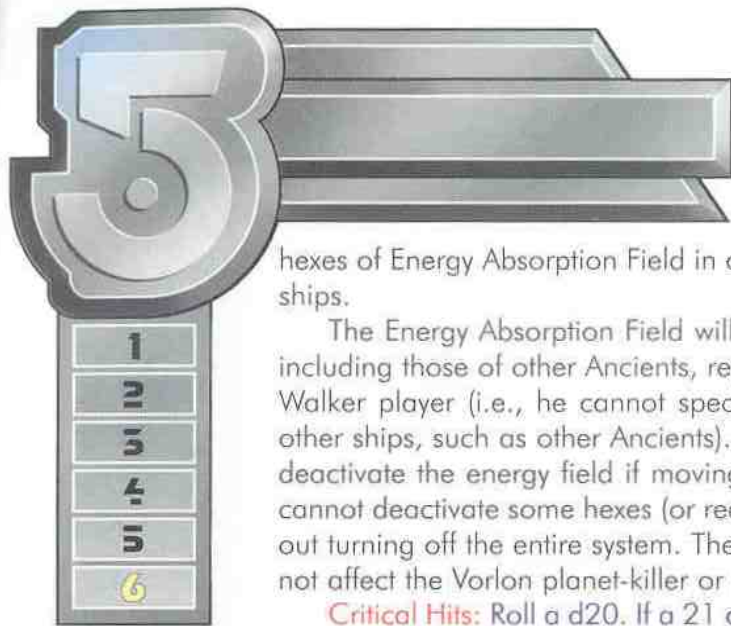 5
hexes of Energy Absorption Field in
ships.
The Energy Absorption Field will
including those of other Ancients,
Walker player (i.e., he cannot
other ships, such as other Ancients).
deactivate the energy field if moving
cannot deactivate some hexes (or
out turning off the entire system. The
not affect the Vorlon planet-killer or
Critical Hits: Roll a d20. If a 21
1
2
3
4
5
6